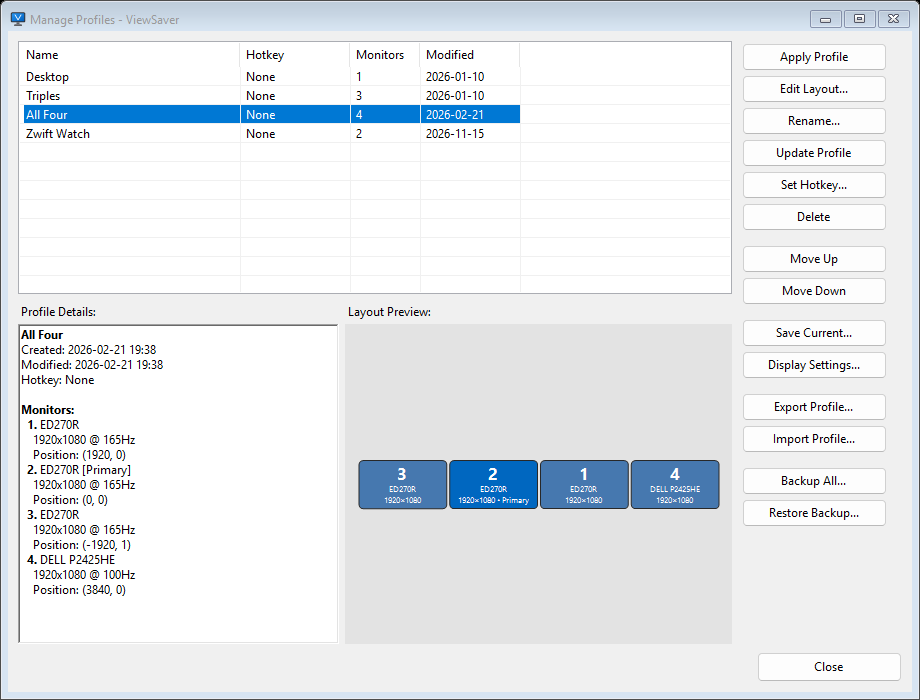 Manage Profiles - ViewSaver
Name Hotkey Monitors Modified
Desktop None 1 2026-01-10
Triples None 3 2026-01-10
All Four None 4 2026-02-21
Zwift Watch None 2 2026-11-15
Apply Profile
Edit Layout...
Rename...
Update Profile
Set Hotkey...
Delete
Move Up
Move Down
Save Current...
Display Settings...
Export Profile...
Import Profile...
Backup All...
Restore Backup...
Profile Details:
All Four
Created: 2026-02-21 19:38
Modified: 2026-02-21 19:38
Hotkey: None
Monitors:
1. ED270R
1920x1080 @ 165Hz
Position: (1920, 0)
2. ED270R [Primary]
1920x1080 @ 165Hz
Position: (0, 0)
3. ED270R
1920x1080 @ 165Hz
Position: (-1920, 1)
4. DELL P2425HE
1920x1080 @ 100Hz
Position: (3840, 0)
Layout Preview:
3
ED270R
1920×1080
2
ED270R
1920×1080 • Primary
1
ED270R
1920×1080
4
DELL P2425HE
1920×1080
Close